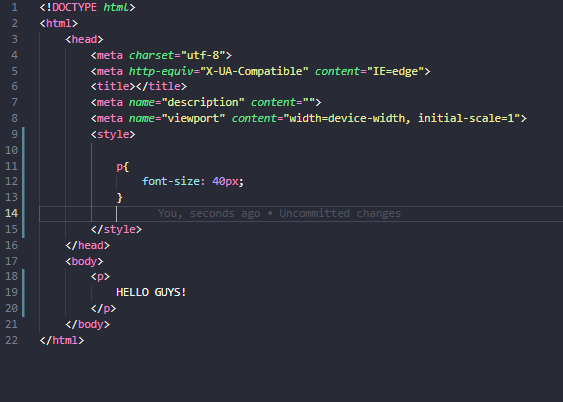 1 <!DOCTYPE html>
2 <html>
3     <head>
4         <meta charset="utf-8">
5         <meta http-equiv="X-UA-Compatible" content="IE=edge">
6         <title></title>
7         <meta name="description" content="">
8         <meta name="viewport" content="width=device-width, initial-scale=1">
9         <style>
10
11             p{
12                 font-size: 40px;
13             }
14                    You, seconds ago • Uncommitted changes
15         </style>
16     </head>
17     <body>
18         <p>
19             HELLO GUYS!
20         </p>
21     </body>
22 </html>